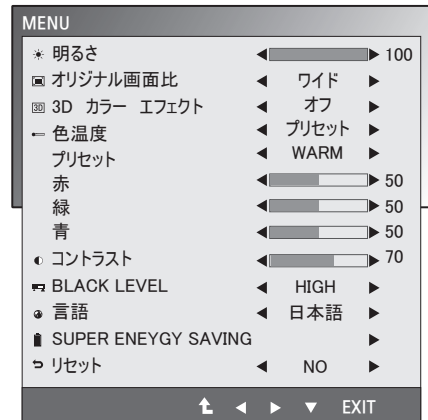 MENU
明るさ 100
オリジナル画面比 ワイド
3D カラー エフェクト オフ
色温度 プリセット
プリセット WARM
赤 50
緑 50
青 50
コントラスト 70
BLACK LEVEL HIGH
言語 日本語
SUPER ENEYGY SAVING
リセット NO
EXIT